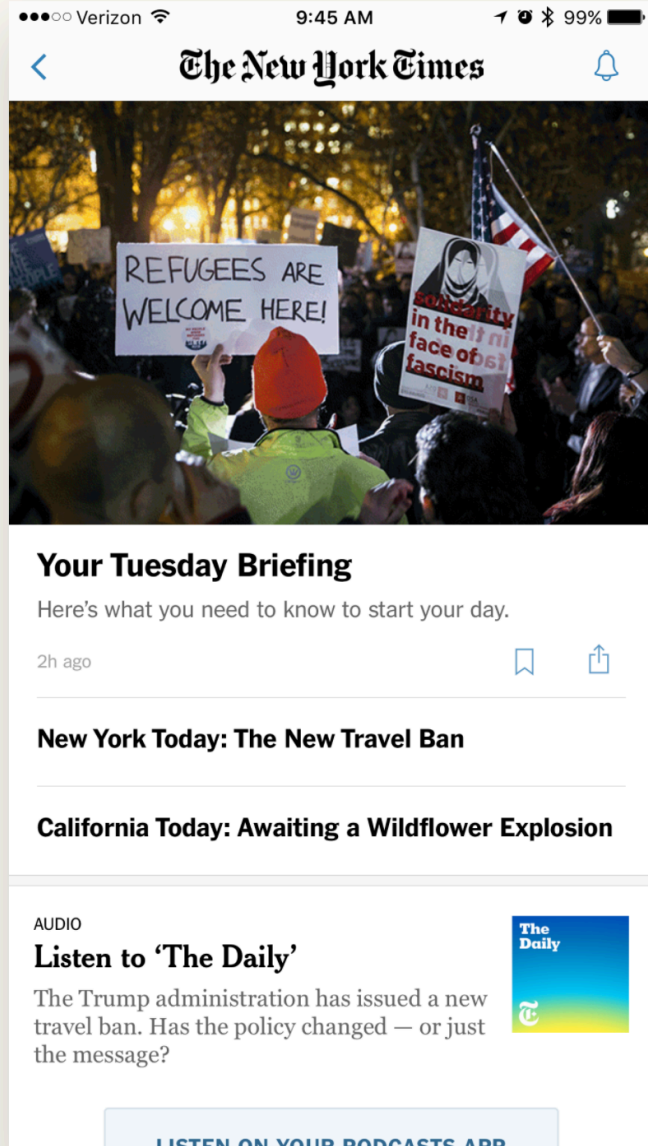 Verizon 9:45 AM 99%
The New York Times
REFUGEES ARE
WELCOME HERE!
solidarity
in the
face of
fascism
Your Tuesday Briefing
Here's what you need to know to start your day.
2h ago
New York Today: The New Travel Ban
California Today: Awaiting a Wildflower Explosion
AUDIO
Listen to ‘The Daily’
The Trump administration has issued a new
travel ban. Has the policy changed — or just
the message?
The
Daily
T
LISTEN ON YOUR PODCASTS APP